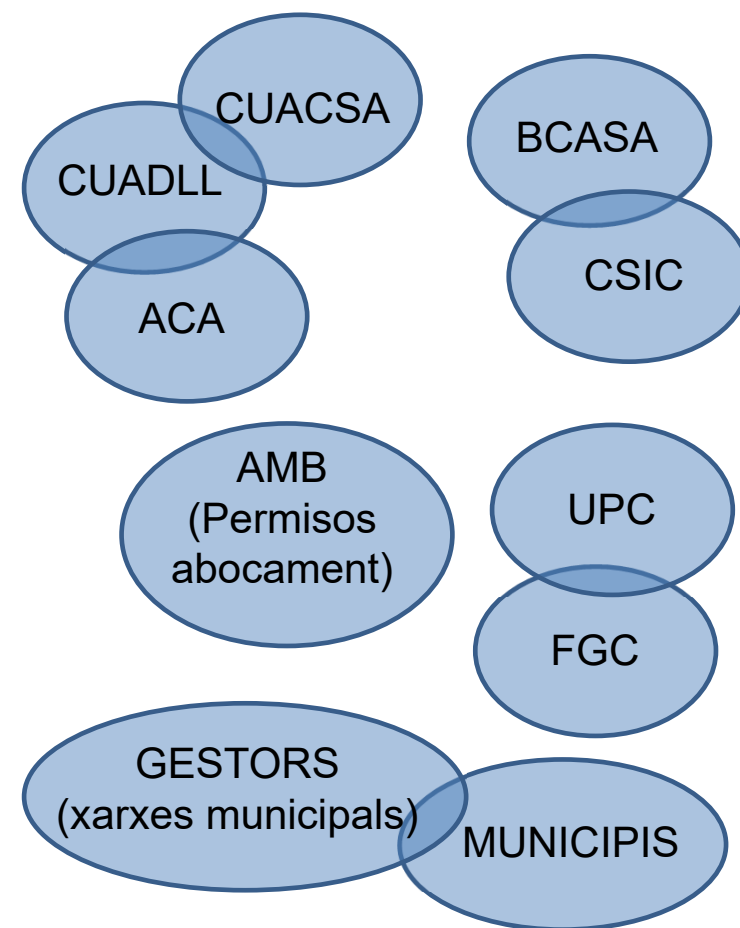 CUACSA
CUADLL
ACA
BCASA
CSIC
AMB
(Permisos
abocament)
UPC
FGC
GESTORS
(xarxes municipals)
MUNICIPIS